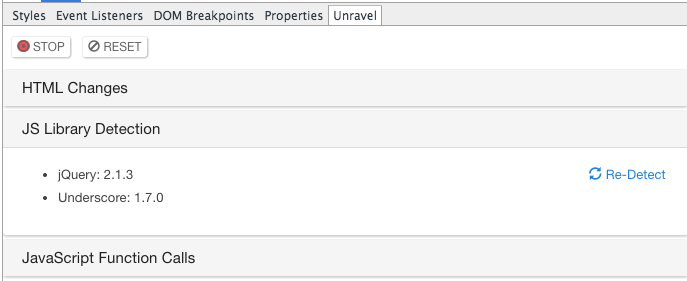 Styles Event Listeners DOM Breakpoints Properties Unravel
STOP RESET
HTML Changes
JS Library Detection
• jQuery: 2.1.3 Re-Detect
• Underscore: 1.7.0
JavaScript Function Calls